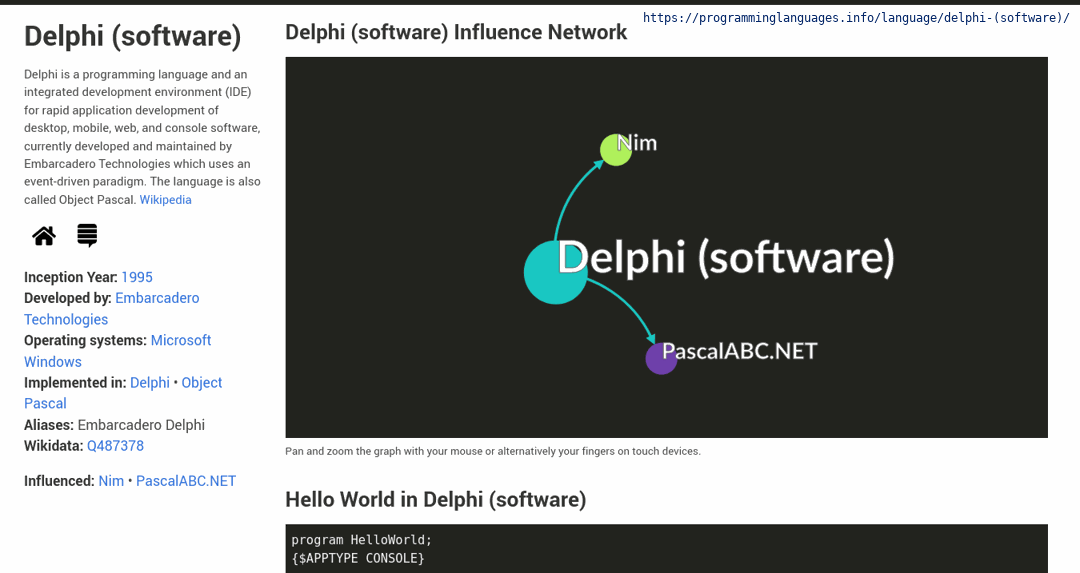 https://programminglanguages.info/language/delphi-(software)/
Delphi (software)
Delphi is a programming language and an
integrated development environment (IDE)
for rapid application development of
desktop, mobile, web, and console software,
currently developed and maintained by
Embarcadero Technologies which uses an
event-driven paradigm. The language is also
called Object Pascal. Wikipedia
Inception Year: 1995
Developed by: Embarcadero
Technologies
Operating systems: Microsoft
Windows
Implemented in: Delphi • Object
Pascal
Aliases: Embarcadero Delphi
Wikidata: Q487378
Influenced: Nim • PascalABC.NET
Delphi (software) Influence Network
Nim
Delphi (software)
PascalABC.NET
Pan and zoom the graph with your mouse or alternatively your fingers on touch devices.
Hello World in Delphi (software)
program HelloWorld;
{$APPTYPE CONSOLE}